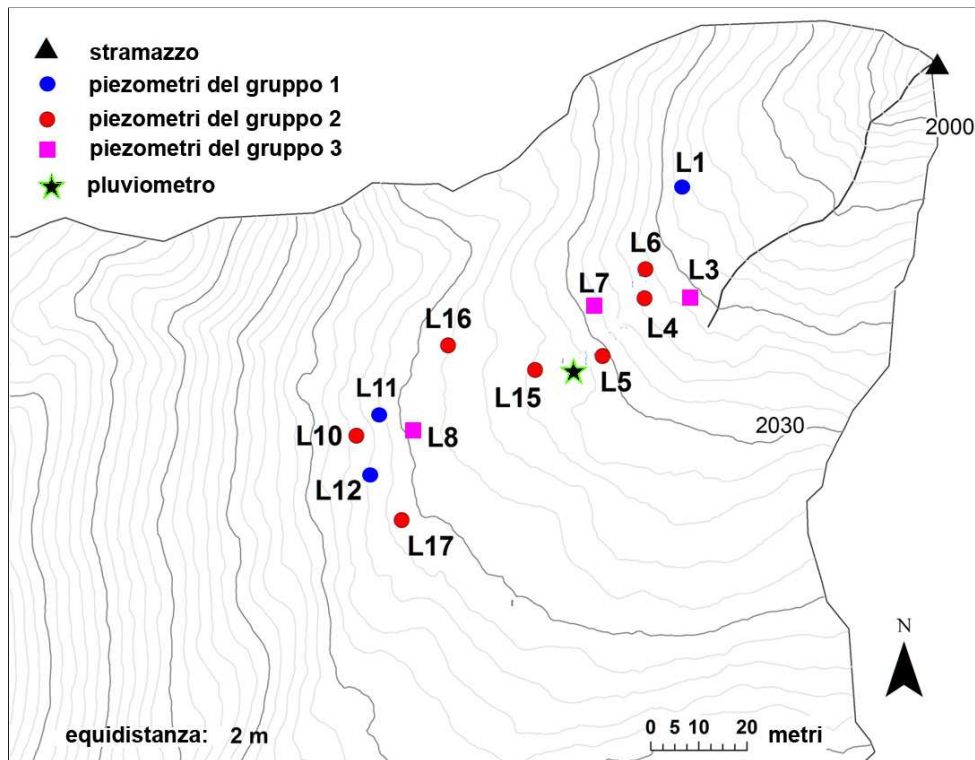 stramazzo
piezometri del gruppo 1
piezometri del gruppo 2
piezometri del gruppo 3
pluviometro
2000
L1
L6
L3
L7
L4
L16
L5
L15
L11
2030
L10
L8
L12
L17
N
equidistanza: 2 m
0 5 10 20 metri